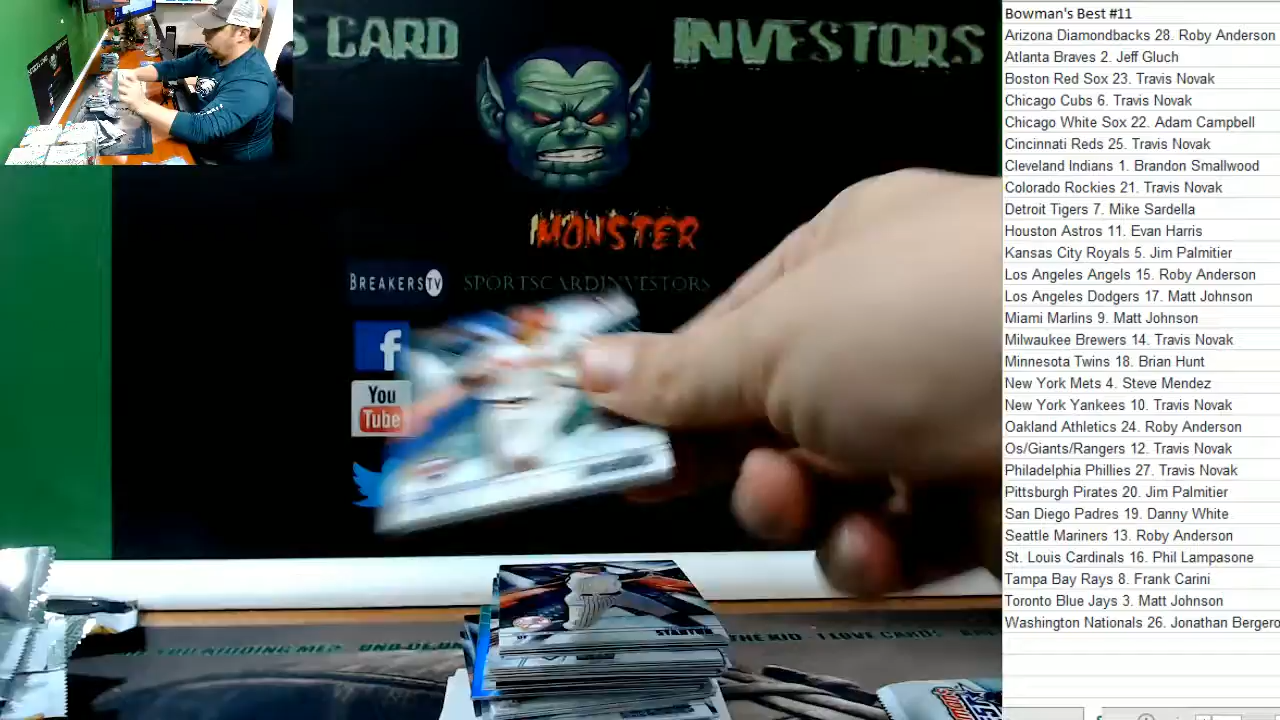 S CARD INVESTORS
MONSTER
BREAKERS TV
SPORTSCARDINVESTORS
f
You
Tube
STANTON
THE KID I LOVE CARDS
Bowman's Best #11
Arizona Diamondbacks 28. Roby Anderson
Atlanta Braves 2. Jeff Gluch
Boston Red Sox 23. Travis Novak
Chicago Cubs 6. Travis Novak
Chicago White Sox 22. Adam Campbell
Cincinnati Reds 25. Travis Novak
Cleveland Indians 1. Brandon Smallwood
Colorado Rockies 21. Travis Novak
Detroit Tigers 7. Mike Sardella
Houston Astros 11. Evan Harris
Kansas City Royals 5. Jim Palmitier
Los Angeles Angels 15. Roby Anderson
Los Angeles Dodgers 17. Matt Johnson
Miami Marlins 9. Matt Johnson
Milwaukee Brewers 14. Travis Novak
Minnesota Twins 18. Brian Hunt
New York Mets 4. Steve Mendez
New York Yankees 10. Travis Novak
Oakland Athletics 24. Roby Anderson
Os/Giants/Rangers 12. Travis Novak
Philadelphia Phillies 27. Travis Novak
Pittsburgh Pirates 20. Jim Palmitier
San Diego Padres 19. Danny White
Seattle Mariners 13. Roby Anderson
St. Louis Cardinals 16. Phil Lampasone
Tampa Bay Rays 8. Frank Carini
Toronto Blue Jays 3. Matt Johnson
Washington Nationals 26. Jonathan Bergero